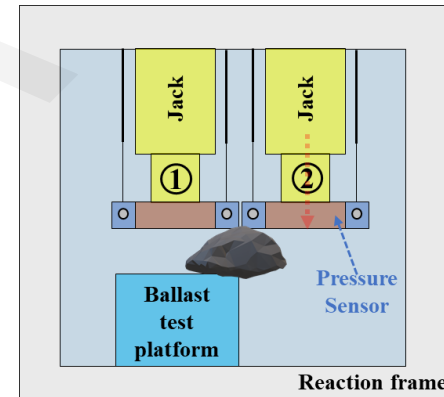 Jack
Jack
①
②
Ballast
test
platform
Pressure
Sensor
Reaction frame